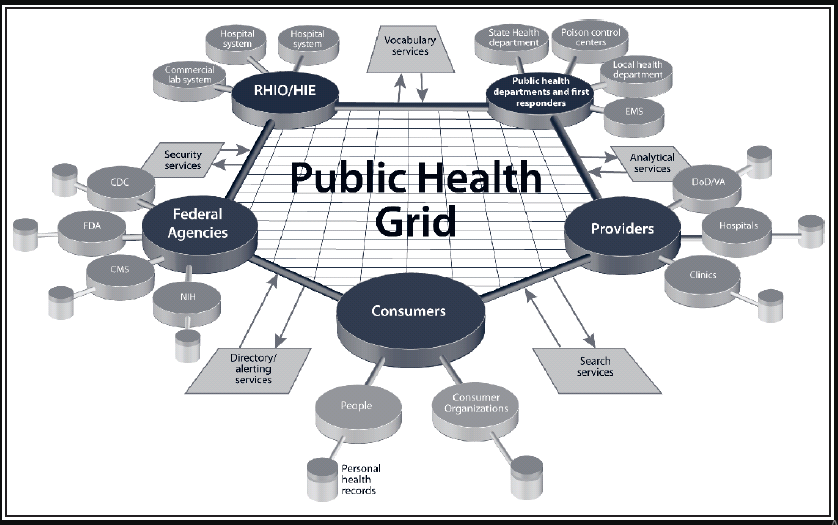 Hospital
system
Hospital
system
Commercial
lab system
RHIO/HIE
Vocabulary
services
State Health
department
Poison control
centers
Local health
department
EMS
Public health
departments and first
responders
Security
services
Analytical
services
Public Health
Grid
CDC
FDA
CMS
NIH
Federal
Agencies
Providers
DoD/VA
Hospitals
Clinics
Consumers
Directory/
alerting
services
Search
services
People
Consumer
Organizations
Personal
health
records